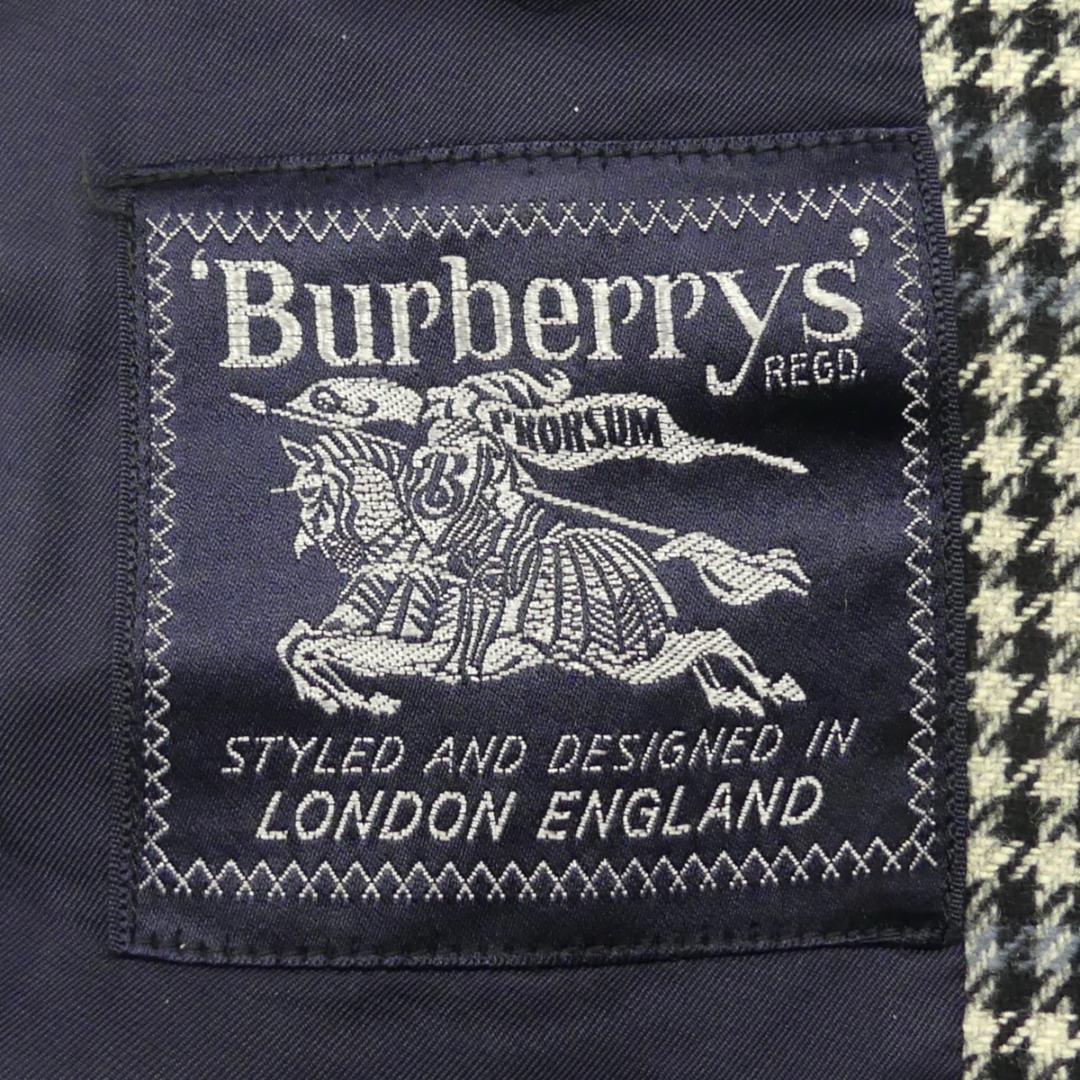 'Burberrys'
REGD.
PRORSUM
B
STYLED AND DESIGNED IN
LONDON ENGLAND